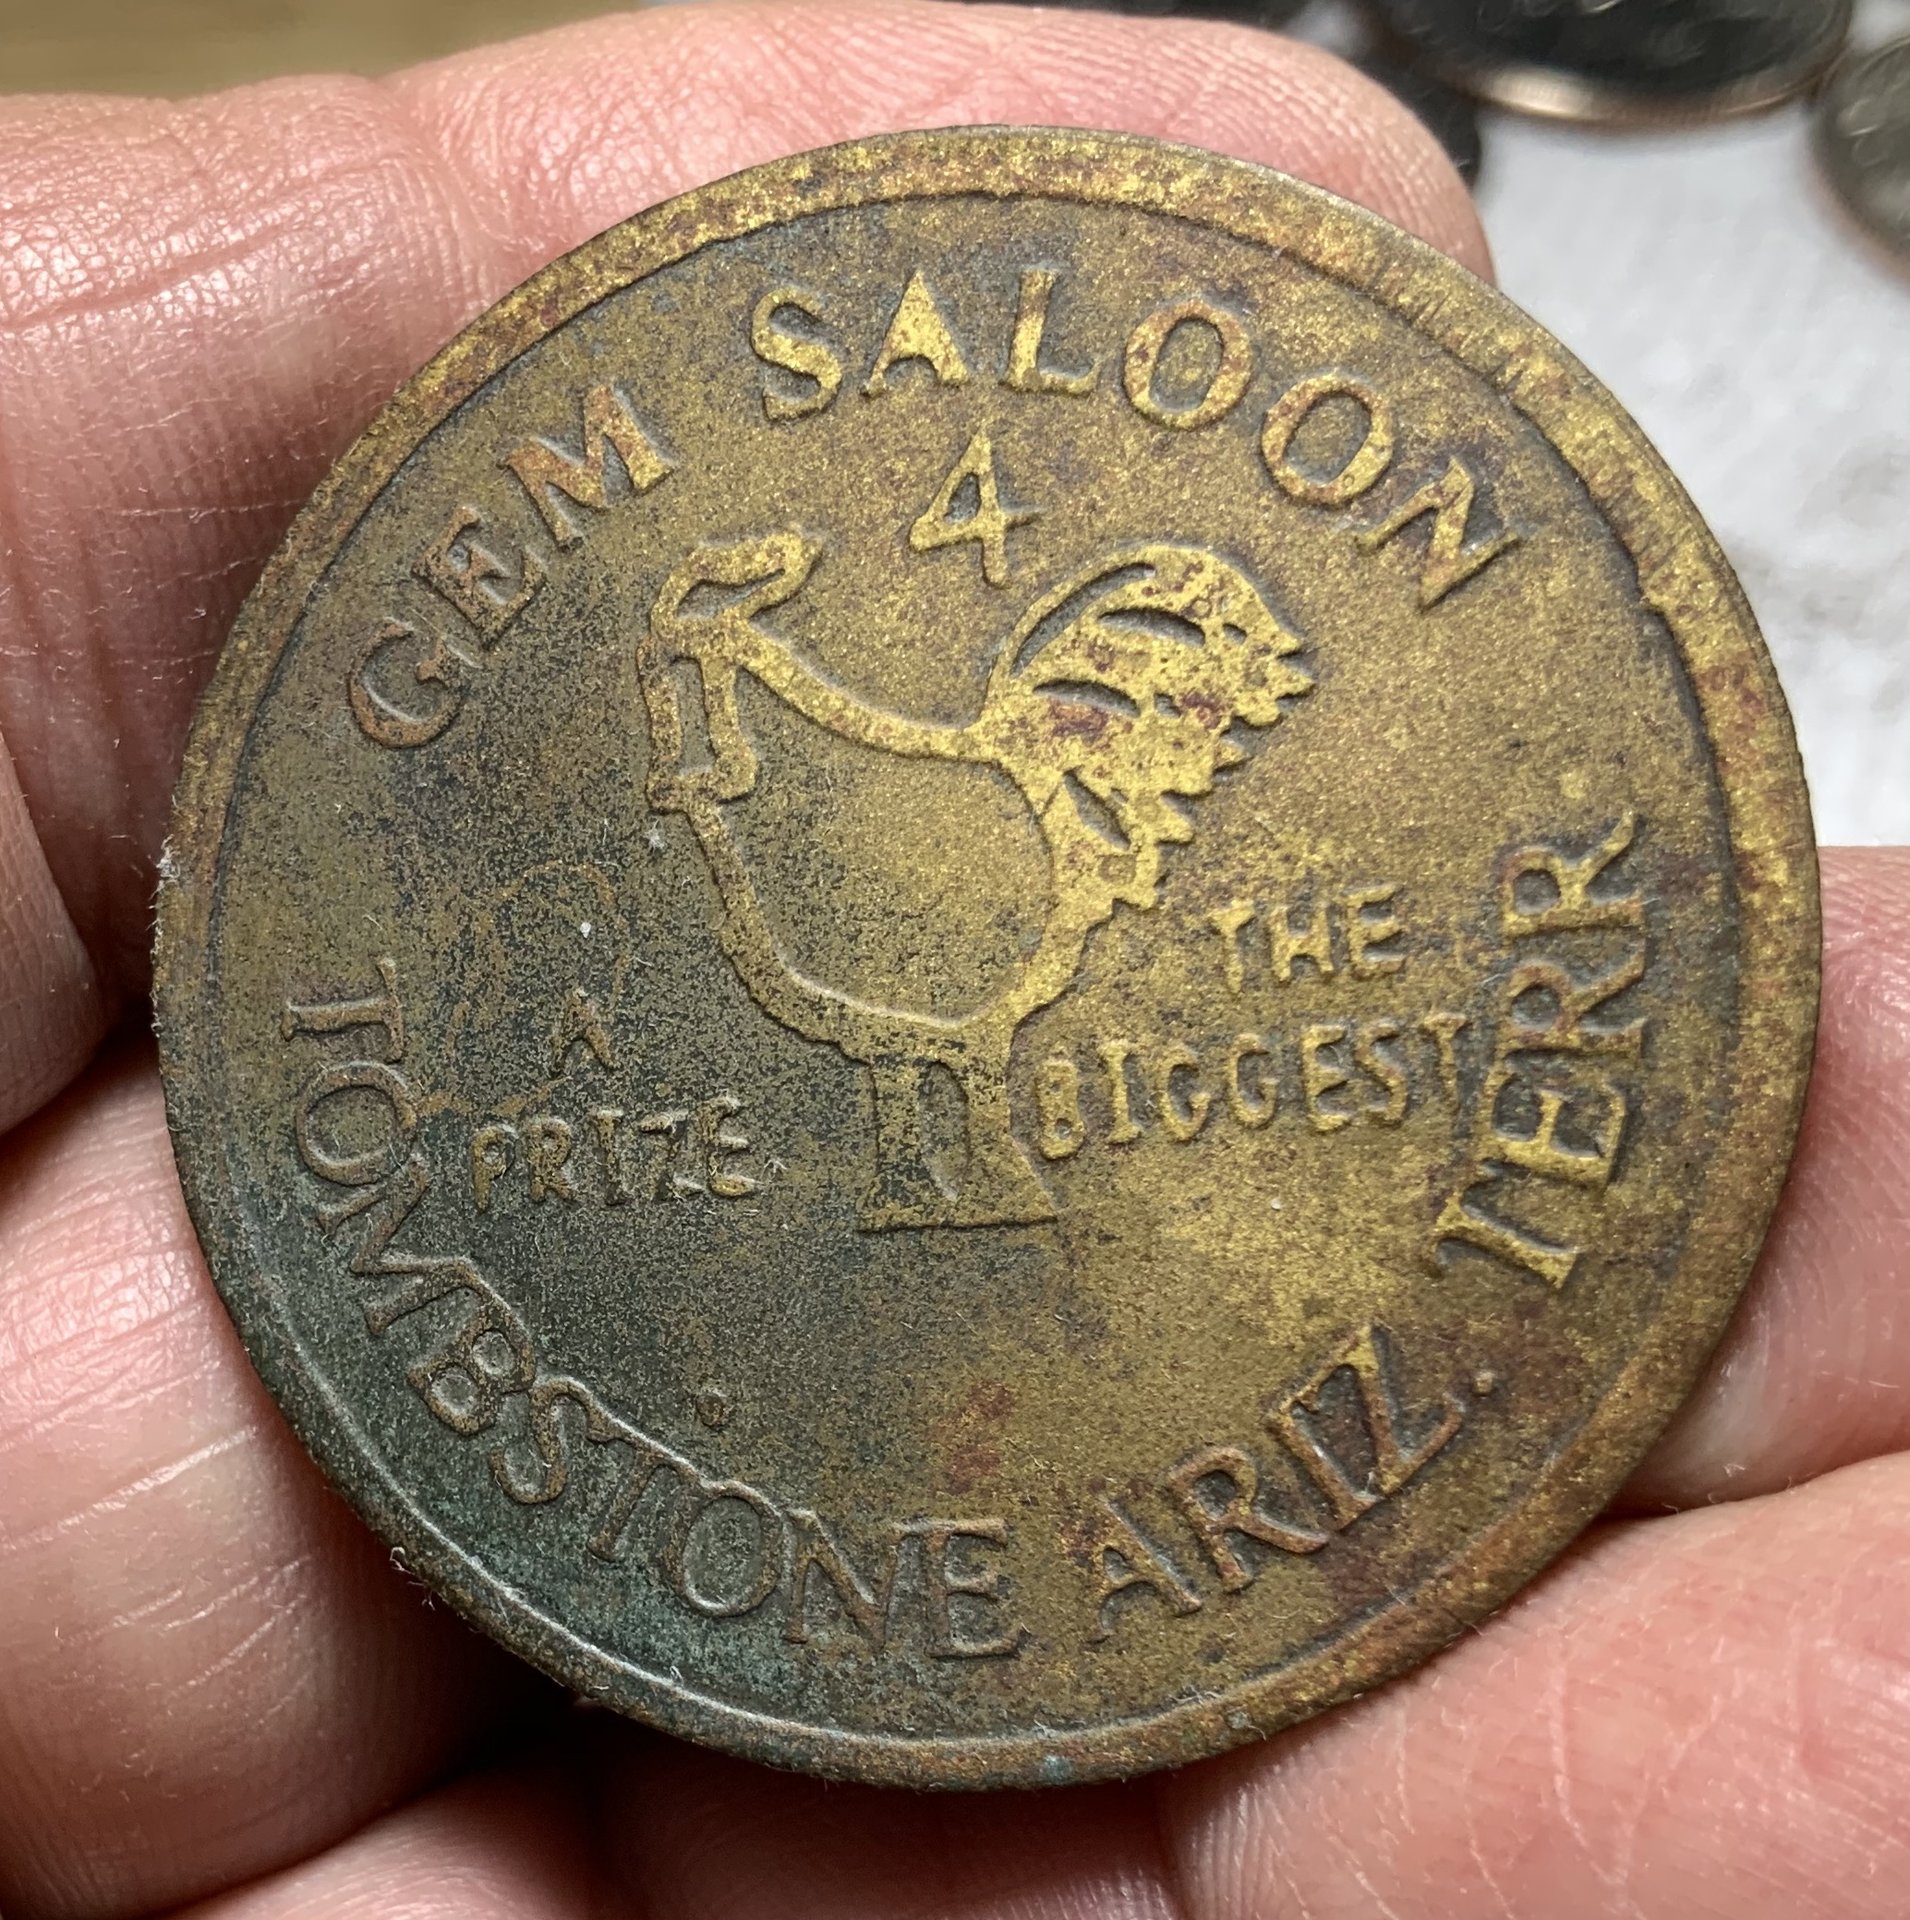 GEM SALOON
4
A
PRIZE
THE
BIGGEST
TOMBSTONE ARIZ. TERR.